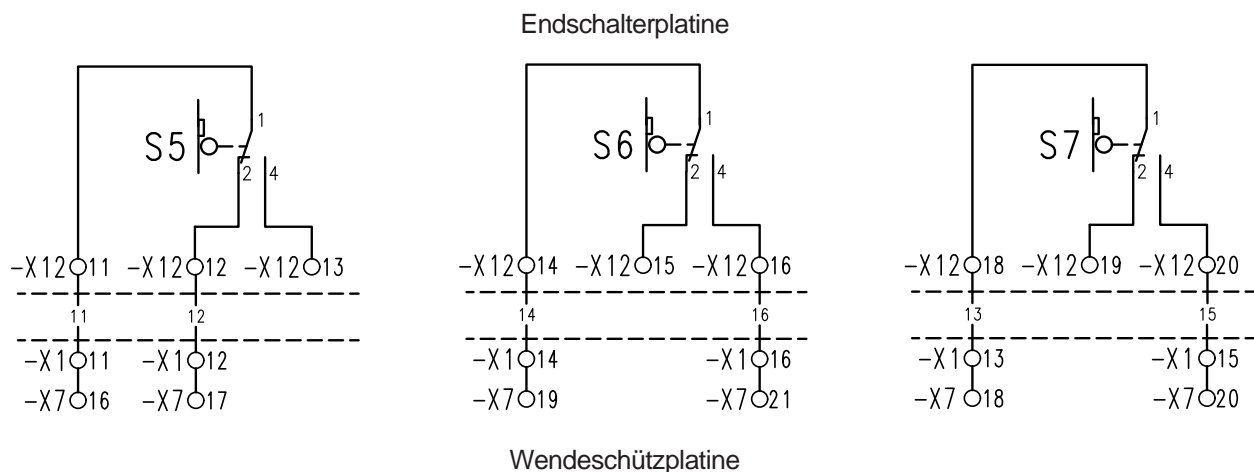 Endschalterplatine
1 1 1
S5 S6 S7
2 4 2 4 2 4
-X12 11 -X12 12 -X12 13 -X12 14 -X12 15 -X12 16 -X12 18 -X12 19 -X12 20
11 12 14 16 13 15
-X1 11 -X1 12 -X1 14 -X1 16 -X1 13 -X1 15
-X7 16 -X7 17 -X7 19 -X7 21 -X7 18 -X7 20
Wendeschützplatine